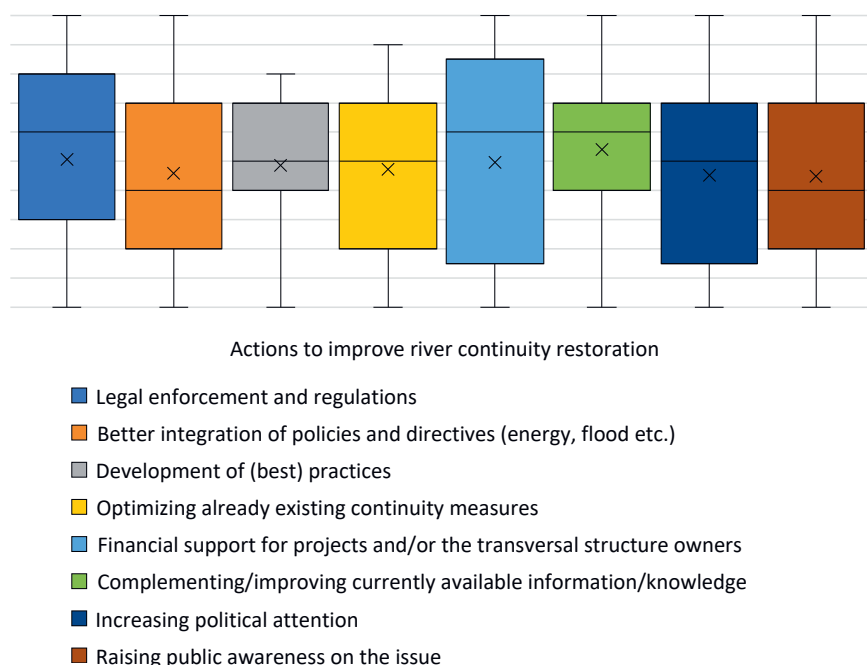 Actions to improve river continuity restoration
Legal enforcement and regulations
Better integration of policies and directives (energy, flood etc.)
Development of (best) practices
Optimizing already existing continuity measures
Financial support for projects and/or the transversal structure owners
Complementing/improving currently available information/knowledge
Increasing political attention
Raising public awareness on the issue